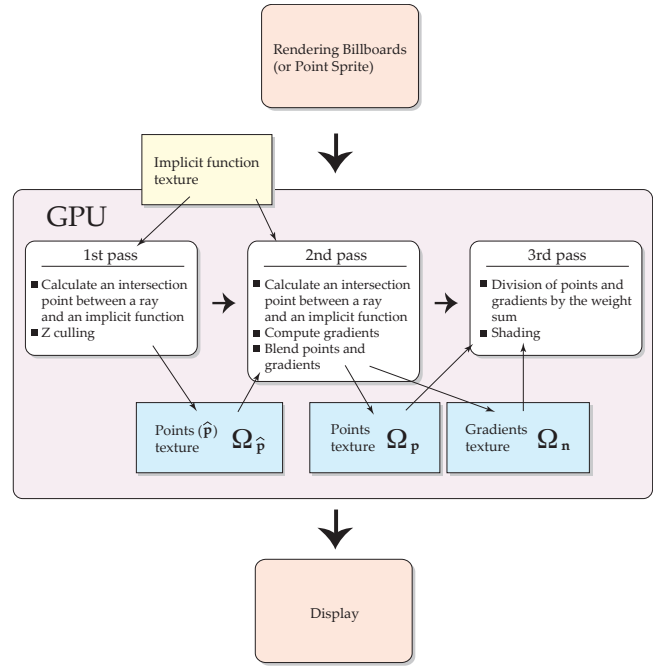 Rendering Billboards
(or Point Sprite)
Implicit function
texture
GPU
1st pass
■ Calculate an intersection
point between a ray
and an implicit function
■ Z culling
2nd pass
■ Calculate an intersection
point between a ray
and an implicit function
■ Compute gradients
■ Blend points and
gradients
3rd pass
■ Division of points and
gradients by the weight
sum
■ Shading
Points (p̂)
texture Ω p̂
Points
texture Ω p
Gradients
texture Ω n
Display